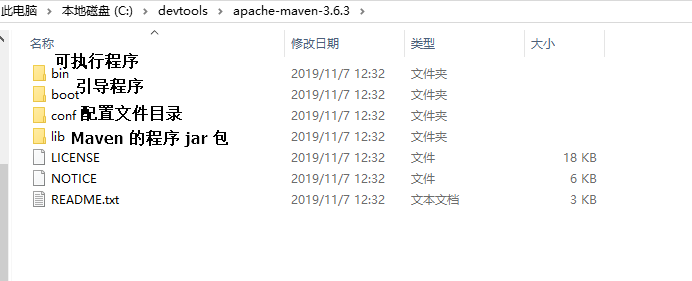 此电脑 › 本地磁盘 (C:) › devtools › apache-maven-3.6.3 ›
名称 修改日期 类型 大小
可执行程序
bin 2019/11/7 12:32 文件夹
引导程序
boot 2019/11/7 12:32 文件夹
conf 配置文件目录 2019/11/7 12:32 文件夹
lib Maven 的程序 jar 包 2019/11/7 12:32 文件夹
LICENSE 2019/11/7 12:32 文件 18 KB
NOTICE 2019/11/7 12:32 文件 6 KB
README.txt 2019/11/7 12:32 文本文档 3 KB